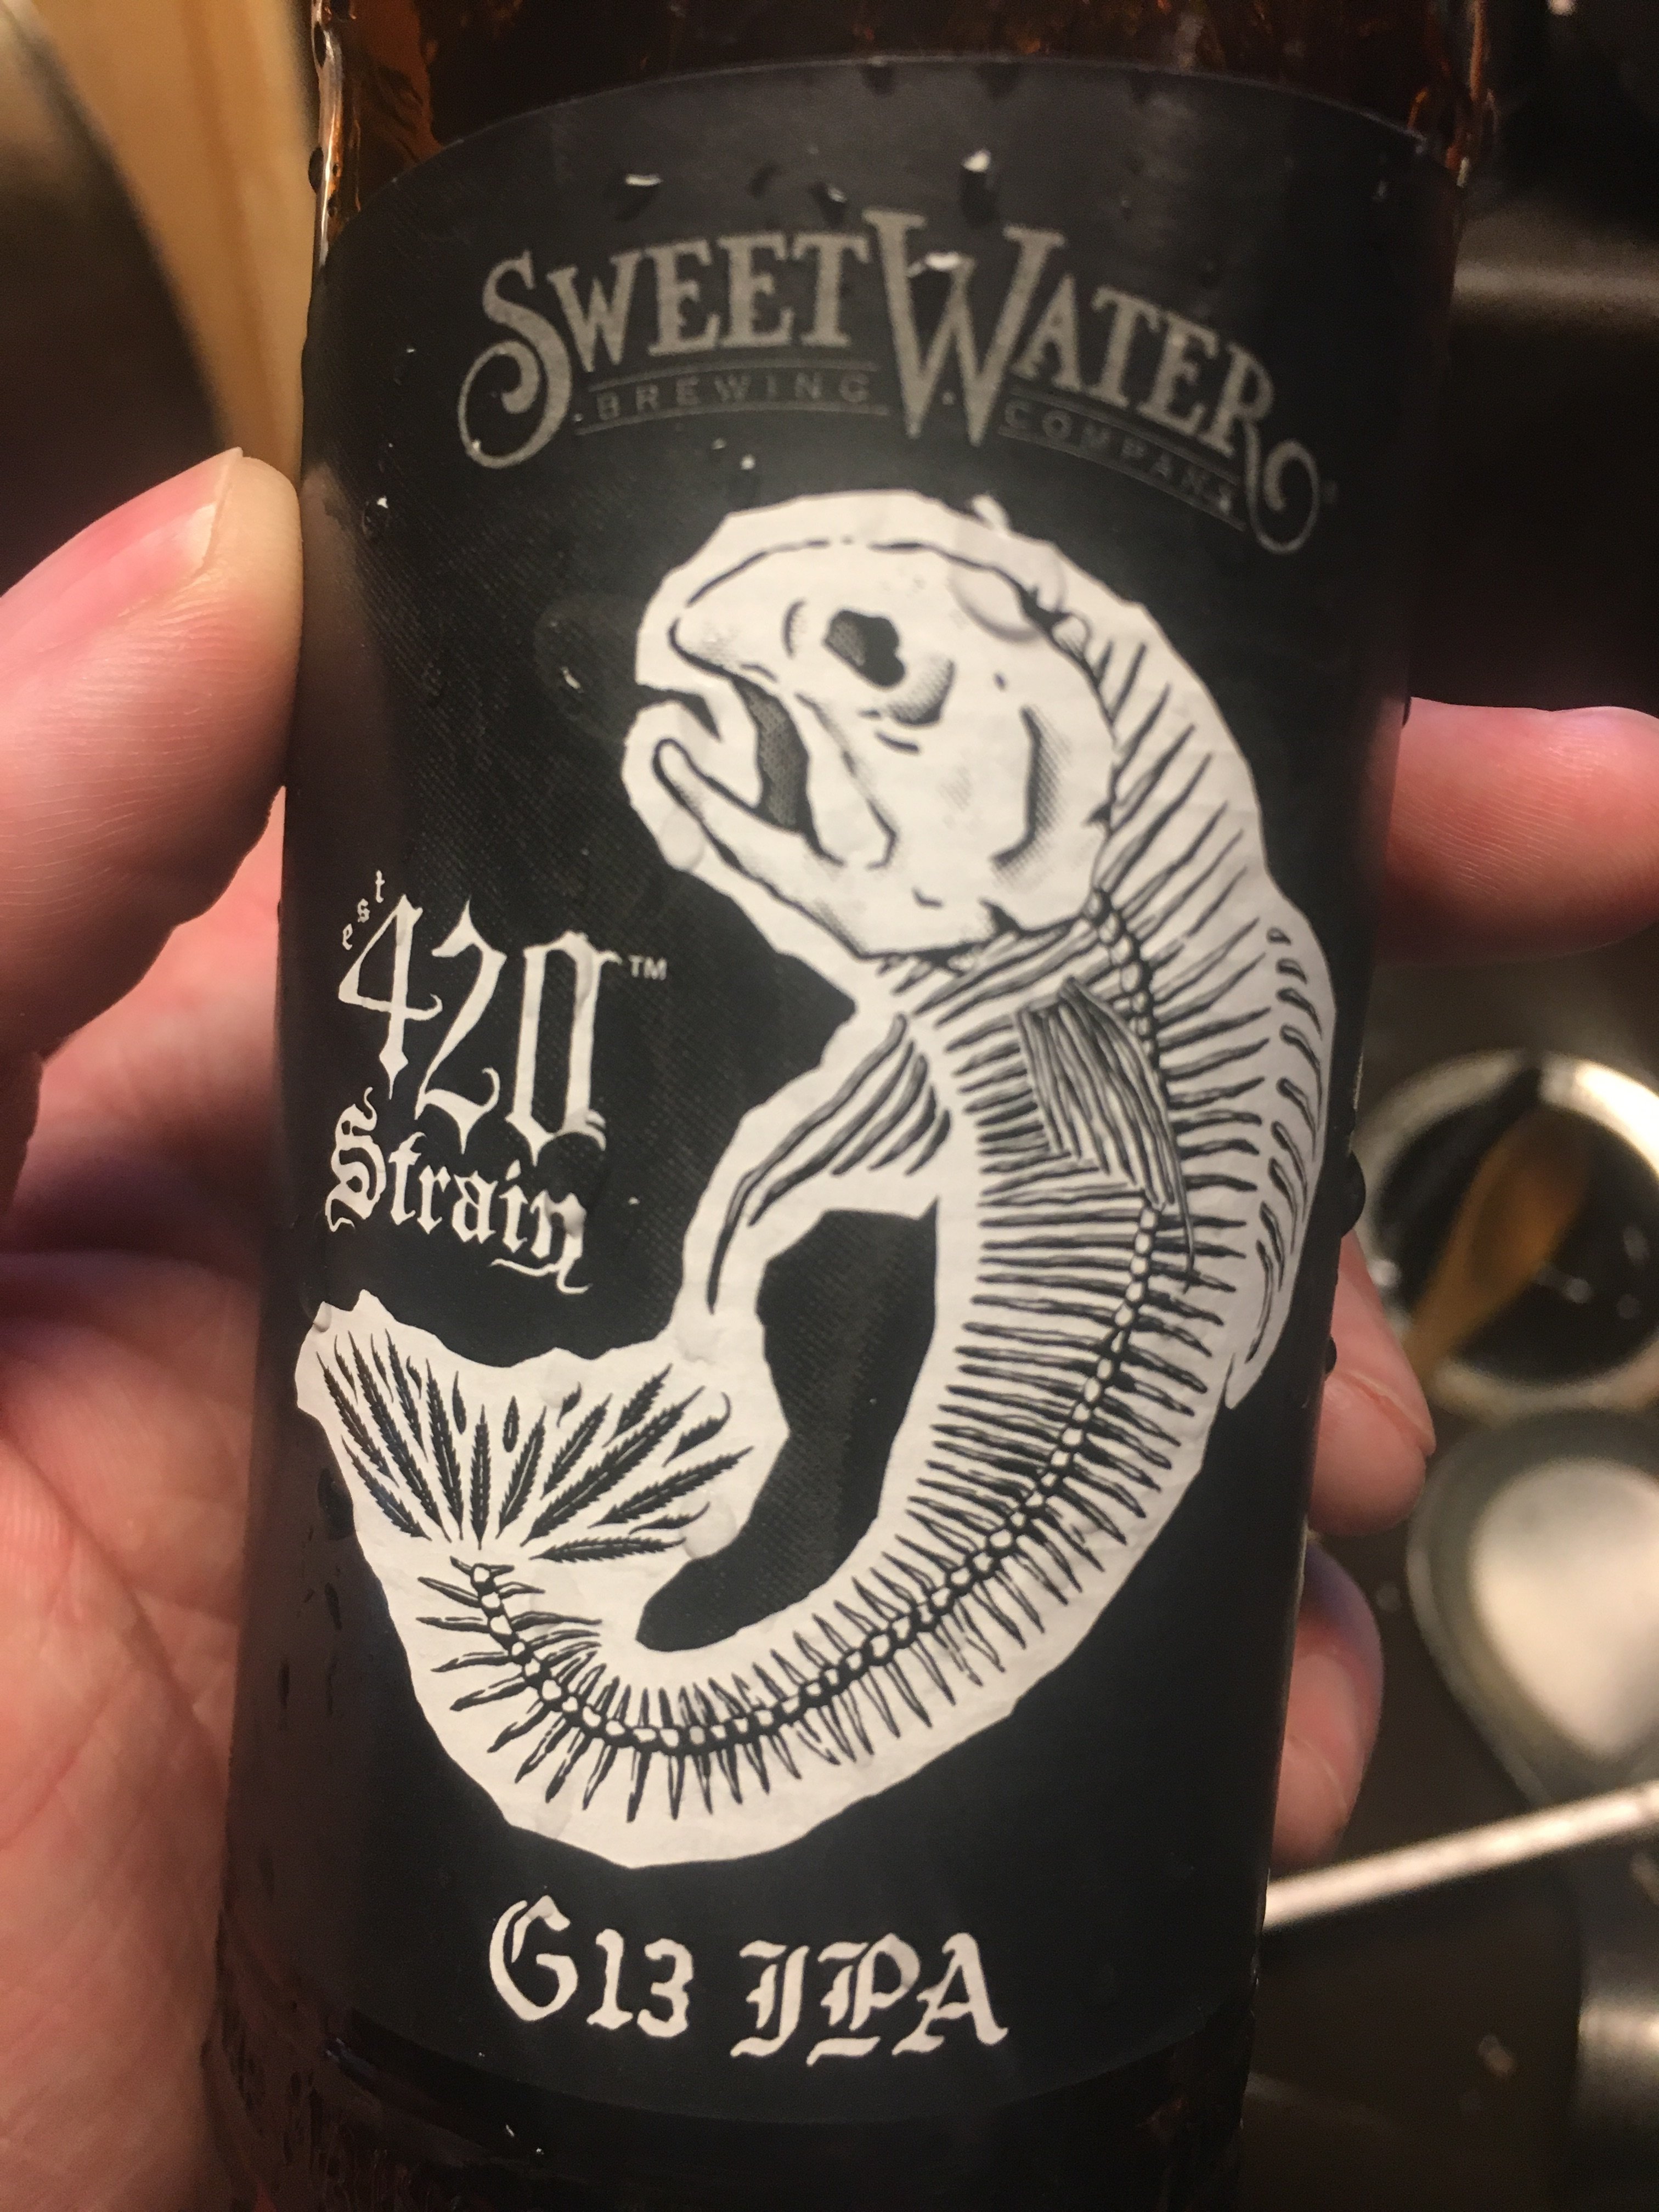 SWEETWATER
BREWING COMPANY
est 420™
Strain
G13 IPA